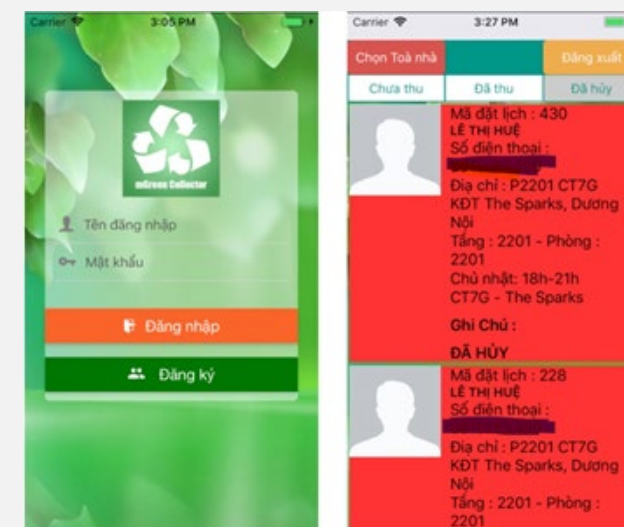 Carrier 3:05 PM
mGreen Collector
Tên đăng nhập
Mật khẩu
Đăng nhập
Đăng ký
Carrier 3:27 PM
Chọn Toà nhà
Đăng xuất
Chưa thu Đã thu Đã hủy
Mã đặt lịch : 430
LÊ THỊ HUỆ
Số điện thoại :
Địa chỉ : P2201 CT7G
KĐT The Sparks, Dương
Nội
Tầng : 2201 - Phòng :
2201
Chủ nhật: 18h-21h
CT7G - The Sparks
Ghi Chú :
ĐÃ HỦY
Mã đặt lịch : 228
LÊ THỊ HUỆ
Số điện thoại :
Địa chỉ : P2201 CT7G
KĐT The Sparks, Dương
Nội
Tầng : 2201 - Phòng :
2201